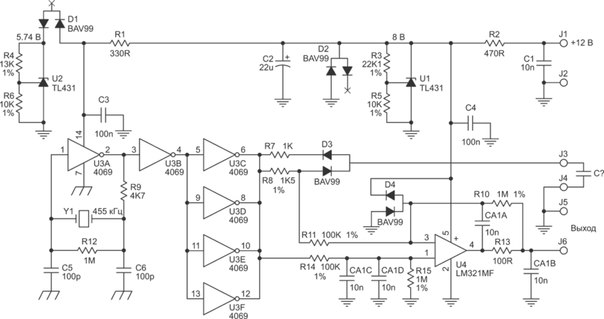 5.74 В
D1
BAV99
R1
330R
8 В
R2
470R
J1
+12 В
R4
13K
1%
U2
TL431
R6
10K
1%
C2
22u
D2
BAV99
R3
22K1
1%
U1
TL431
R5
10K
1%
C1
10n
J2
C3
100n
C4
100n
14
1
2
7
U3A
4069
3
4
U3B
4069
5
6
U3C
4069
R7 1K
D3
R8 1K5
1%
BAV99
J3
C?
J4
J5
Выход
J6
R9
4K7
9
8
U3D
4069
D4
BAV99
R10 1M 1%
CA1A
10n
Y1
455 кГц
R12
1M
11
10
U3E
4069
R11 100K 1%
R14 100K
1%
3
1
5
+
4
2
U4
LM321MF
R13
100R
CA1B
10n
C5
100p
C6
100p
13
12
U3F
4069
CA1C
10n
CA1D
10n
R15
1M
1%